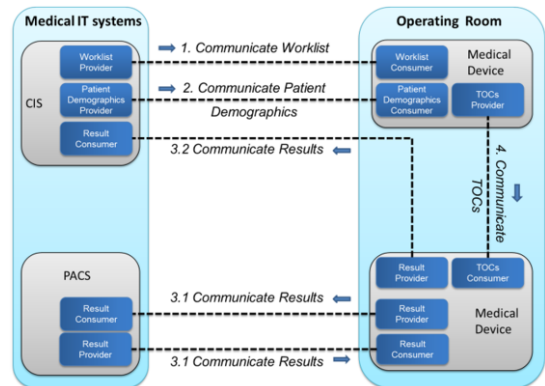 Medical IT systems
Operating Room
CIS
Worklist
Provider
Patient
Demographics
Provider
Result
Consumer
1. Communicate Worklist
2. Communicate Patient
Demographics
3.2 Communicate Results
Worklist
Consumer
Medical
Device
Patient
Demographics
Consumer
TOCs
Provider
4. Communicate
TOCs
PACS
Result
Consumer
Result
Provider
3.1 Communicate Results
3.1 Communicate Results
Result
Provider
TOCs
Consumer
Result
Provider
Medical
Device
Result
Consumer